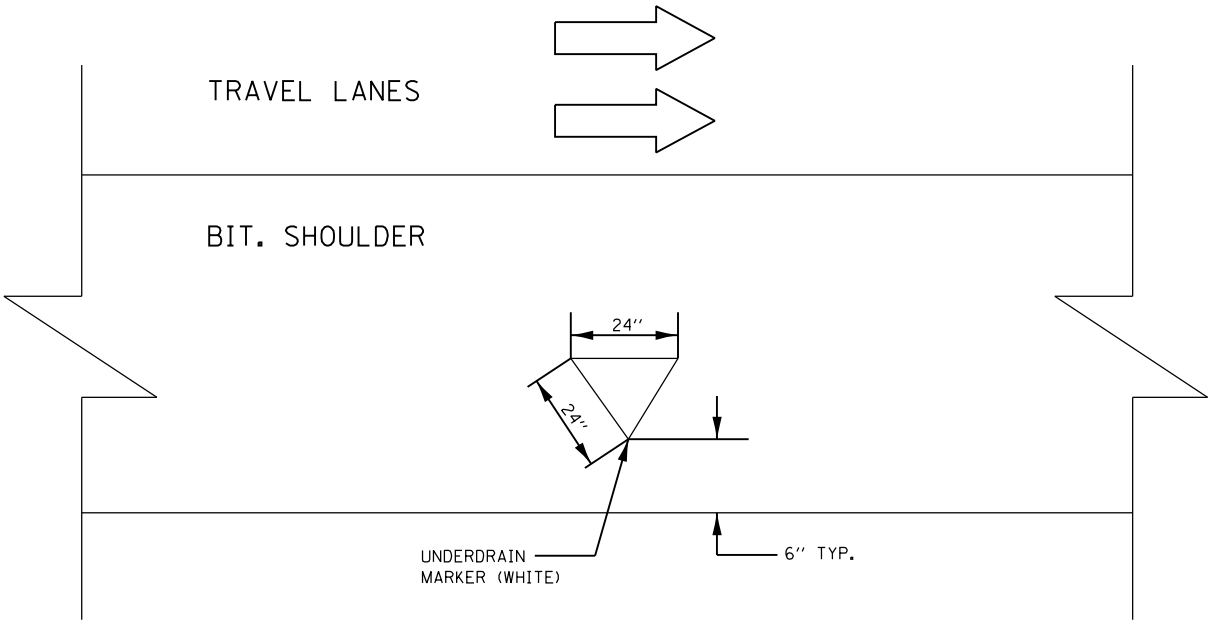 TRAVEL LANES
BIT. SHOULDER
24''
24''
UNDERDRAIN
MARKER (WHITE)
6'' TYP.